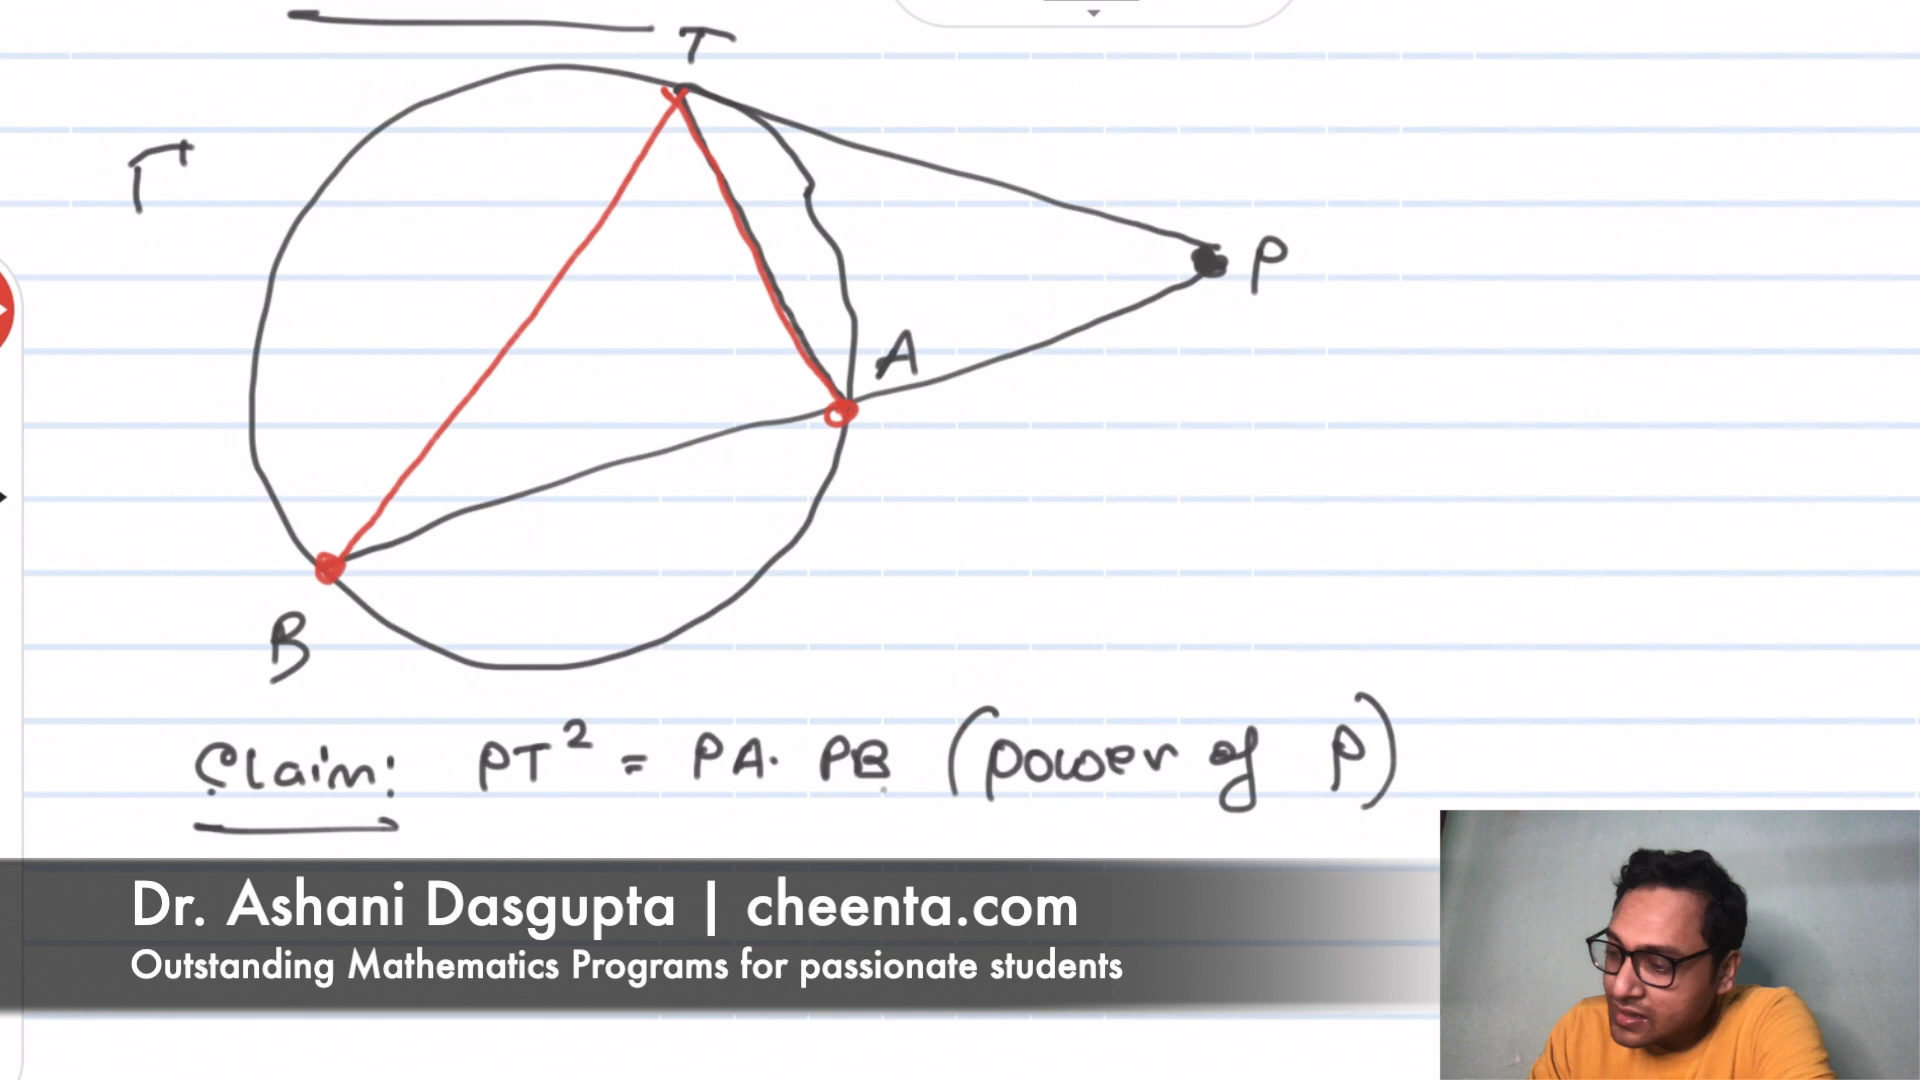 T
Γ
P
A
B
Claim: PT² = PA. PB (power of P)
Dr. Ashani Dasgupta | cheenta.com
Outstanding Mathematics Programs for passionate students